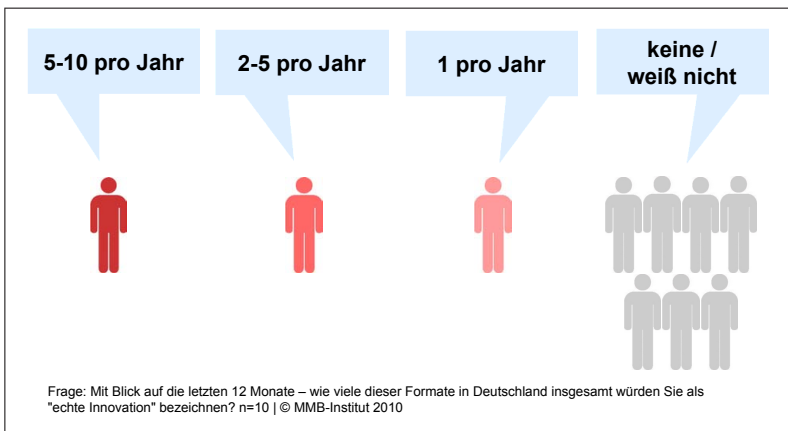 5-10 pro Jahr
2-5 pro Jahr
1 pro Jahr
keine /
weiß nicht
Frage: Mit Blick auf die letzten 12 Monate – wie viele dieser Formate in Deutschland insgesamt würden Sie als
"echte Innovation" bezeichnen? n=10 | © MMB-Institut 2010